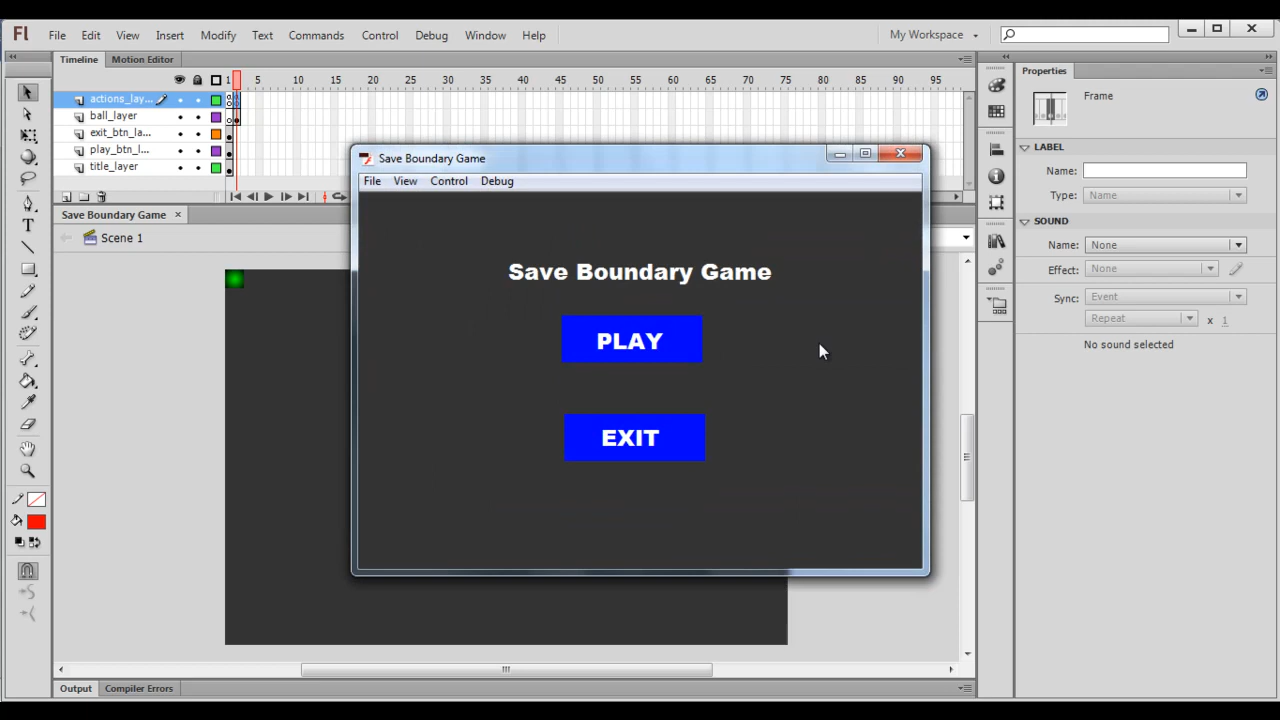 Fl File Edit View Insert Modify Text Commands Control Debug Window Help My Workspace
Timeline Motion Editor
1 5 10 15 20 25 30 35 40 45 50 55 60 65 70 75 80 85 90 95
actions_lay...
ball_layer
exit_btn_la...
play_btn_l...
title_layer
Save Boundary Game
Scene 1
Save Boundary Game
File View Control Debug
Save Boundary Game
PLAY
EXIT
Output Compiler Errors
Properties
Frame
LABEL
Name:
Type: Name
SOUND
Name: None
Effect: None
Sync: Event
Repeat x 1
No sound selected